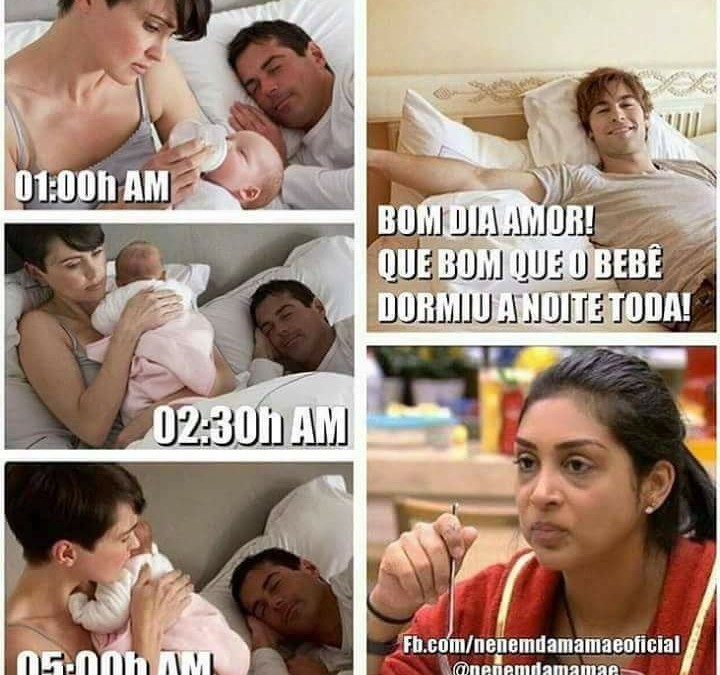 01:00h AM
02:30h AM
05:00h AM
BOM DIA AMOR!
QUE BOM QUE O BEBÊ
DORMIU A NOITE TODA!
Fb.com/nenemdamamaeoficial
@nenemdamamae